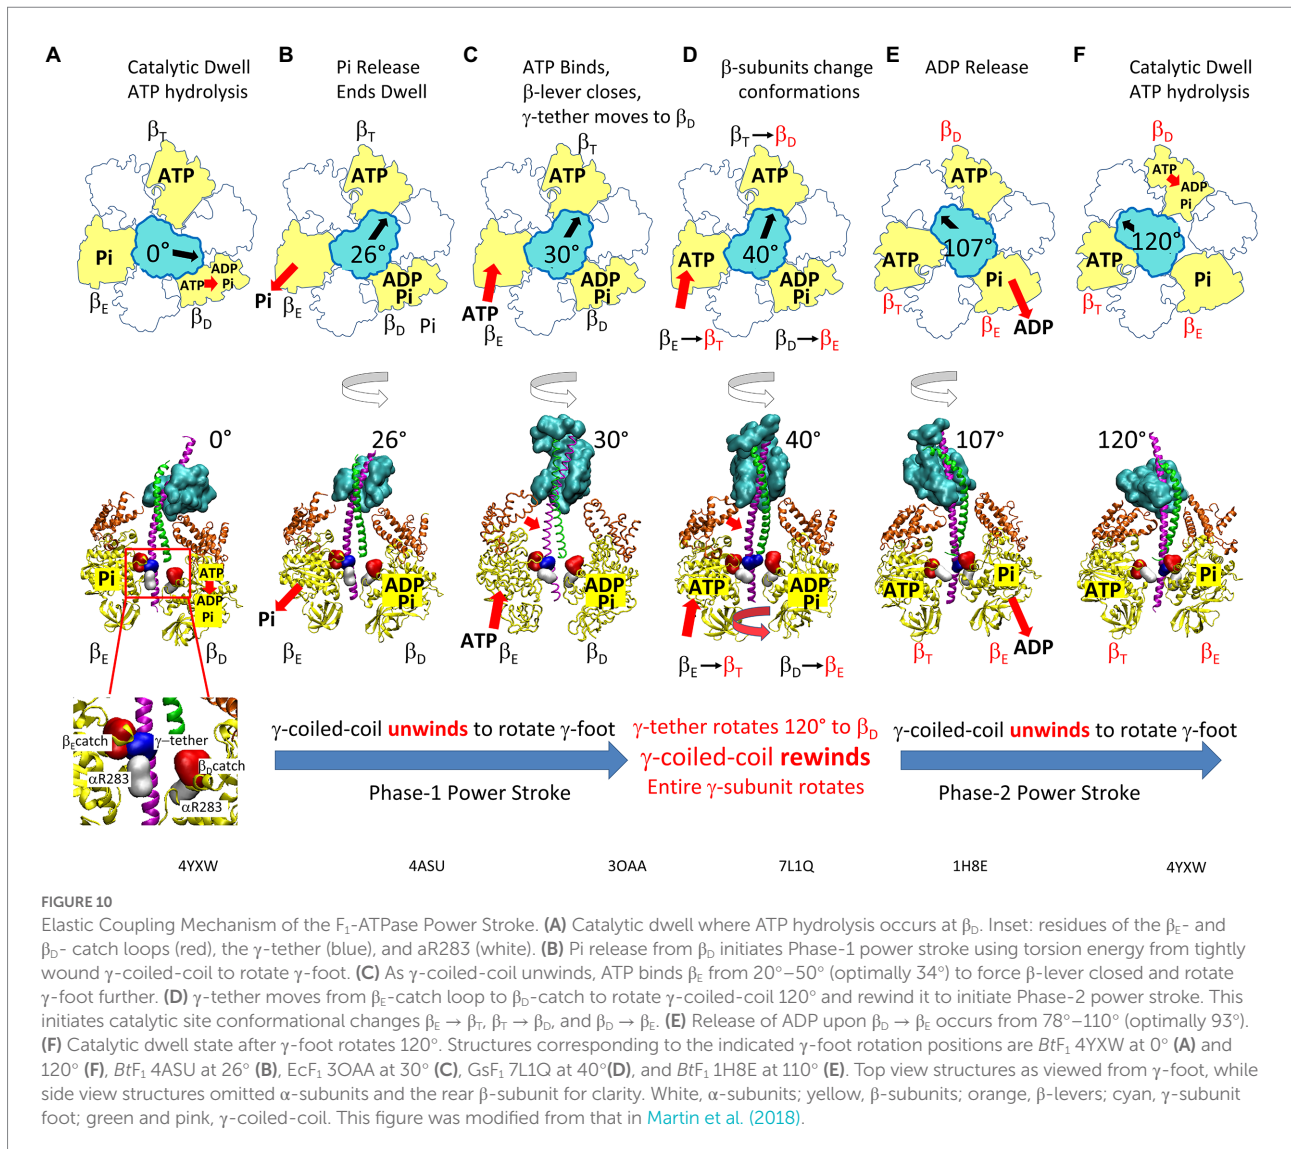 A
Catalytic Dwell
ATP hydrolysis
B
Pi Release
Ends Dwell
C
ATP Binds,
β-lever closes,
γ-tether moves to βD
D
β-subunits change
conformations
E
ADP Release
F
Catalytic Dwell
ATP hydrolysis
βT
ATP
Pi
0°
ADP
ATP
Pi
βE
βD
βT
ATP
26°
ADP
Pi
Pi
βE
βD
Pi
βT
ATP
30°
ADP
Pi
ATP
βE
βD
βT→βD
ATP
ATP
40°
ADP
Pi
βE→βT
βD→βE
βD
ATP
107°
ATP
Pi
βT
βE
ADP
βD
ATP
ADP
Pi
120°
ATP
Pi
βT
βE
0°
Pi
ATP
ADP
Pi
βE
βD
26°
ADP
Pi
Pi
βE
βD
30°
ADP
Pi
ATP
βE
βD
40°
ATP
ADP
Pi
βE→βT
βD→βE
107°
ATP
Pi
βT
βE
ADP
120°
ATP
Pi
βT
βE
βEcatch
γ-tether
αR283
βDcatch
αR283
γ-coiled-coil unwinds to rotate γ-foot
Phase-1 Power Stroke
γ-tether rotates 120° to βD
γ-coiled-coil rewinds
Entire γ-subunit rotates
γ-coiled-coil unwinds to rotate γ-foot
Phase-2 Power Stroke
4YXW
4ASU
3OAA
7L1Q
1H8E
4YXW
FIGURE 10
Elastic Coupling Mechanism of the F1-ATPase Power Stroke. (A) Catalytic dwell where ATP hydrolysis occurs at βD. Inset: residues of the βE- and
βD- catch loops (red), the γ-tether (blue), and aR283 (white). (B) Pi release from βD initiates Phase-1 power stroke using torsion energy from tightly
wound γ-coiled-coil to rotate γ-foot. (C) As γ-coiled-coil unwinds, ATP binds βE from 20°–50° (optimally 34°) to force β-lever closed and rotate
γ-foot further. (D) γ-tether moves from βE-catch loop to βD-catch to rotate γ-coiled-coil 120° and rewind it to initiate Phase-2 power stroke. This
initiates catalytic site conformational changes βE → βT, βT → βD, and βD → βE. (E) Release of ADP upon βD → βE occurs from 78°–110° (optimally 93°).
(F) Catalytic dwell state after γ-foot rotates 120°. Structures corresponding to the indicated γ-foot rotation positions are BtF1 4YXW at 0° (A) and
120° (F), BtF1 4ASU at 26° (B), EcF1 3OAA at 30° (C), GsF1 7L1Q at 40°(D), and BtF1 1H8E at 110° (E). Top view structures as viewed from γ-foot, while
side view structures omitted α-subunits and the rear β-subunit for clarity. White, α-subunits; yellow, β-subunits; orange, β-levers; cyan, γ-subunit
foot; green and pink, γ-coiled-coil. This figure was modified from that in Martin et al. (2018).